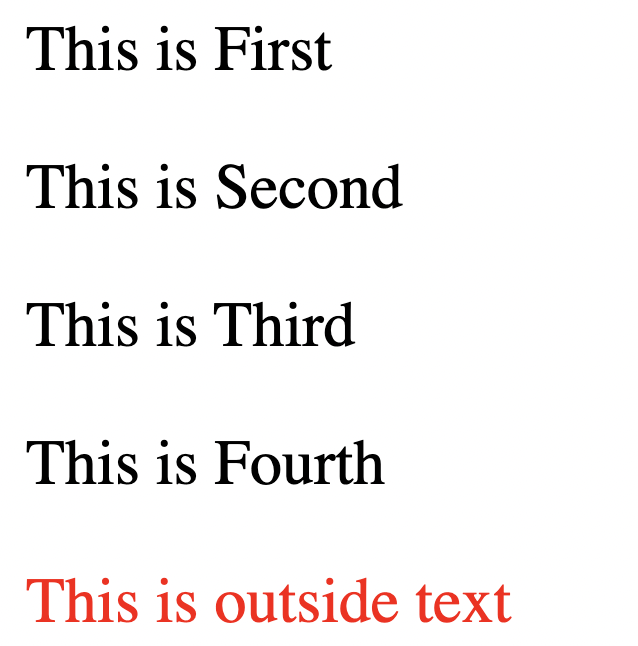 This is First
This is Second
This is Third
This is Fourth
This is outside text